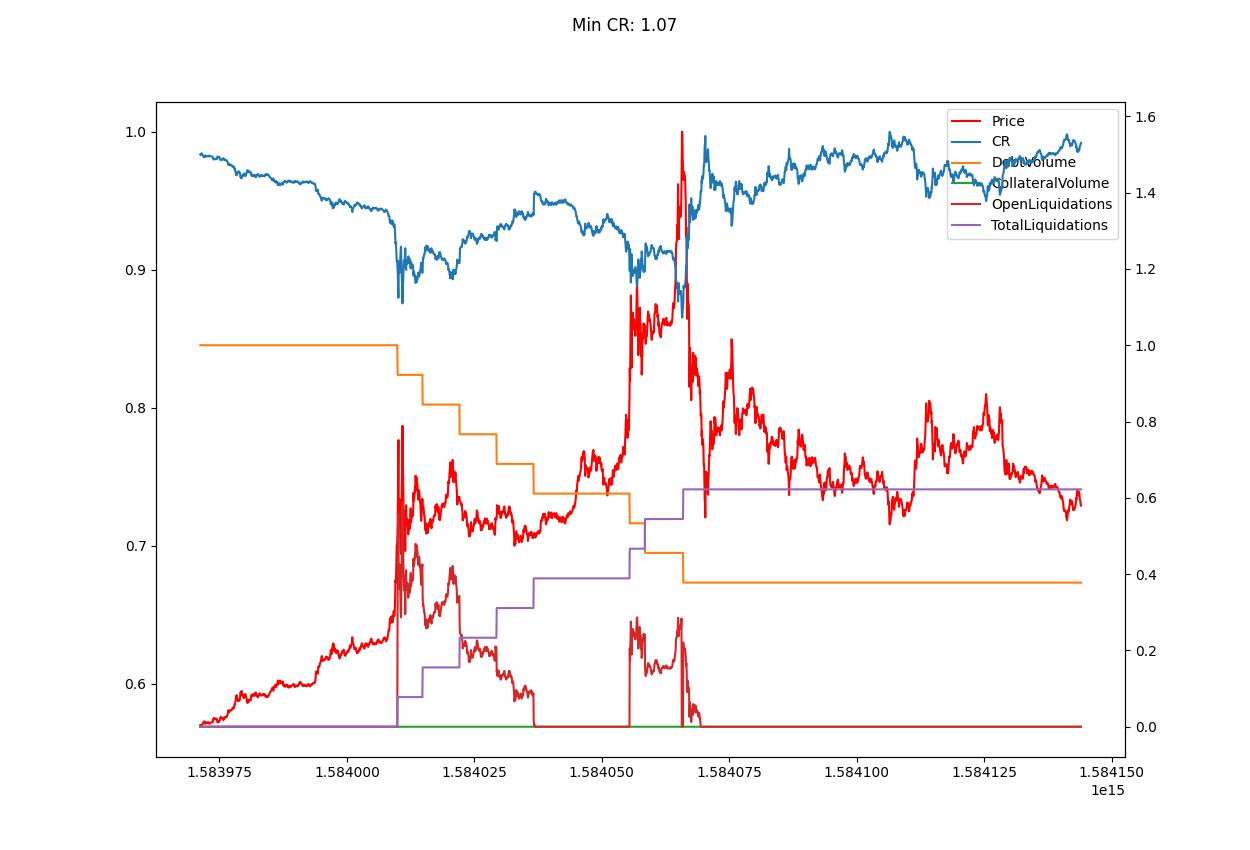 Min CR: 1.07
1.0
0.9
0.8
0.7
0.6
1.6
1.4
1.2
1.0
0.8
0.6
0.4
0.2
0.0
Price
CR
DebtVolume
CollateralVolume
OpenLiquidations
TotalLiquidations
1.583975 1.584000 1.584025 1.584050 1.584075 1.584100 1.584125 1.584150
1e15